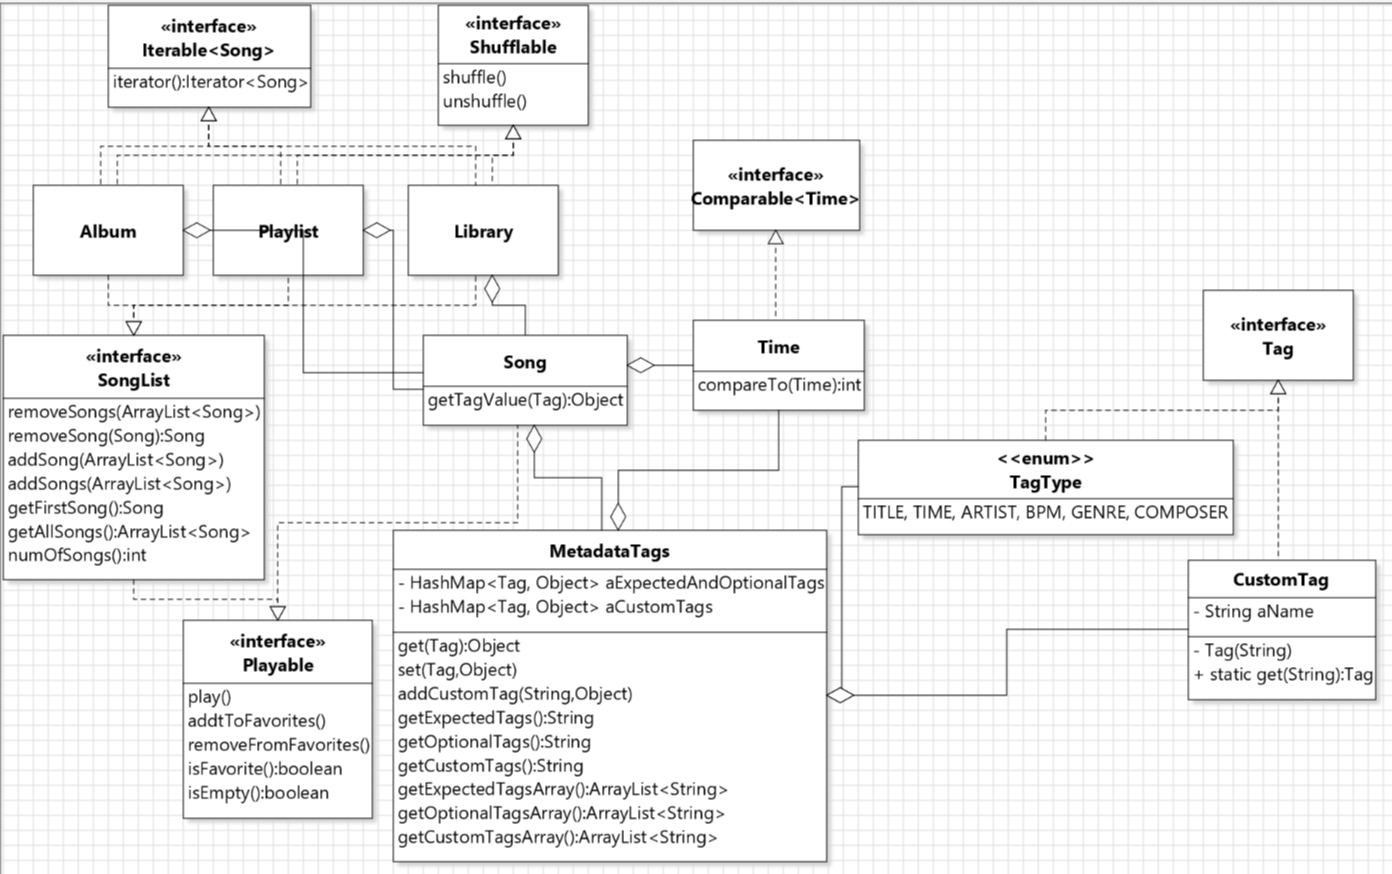 «interface»
Iterable<Song>
iterator():Iterator<Song>
«interface»
Shufflable
shuffle()
unshuffle()
«interface»
Comparable<Time>
Album
Playlist
Library
«interface»
Tag
«interface»
SongList
removeSongs(ArrayList<Song>)
removeSong(Song):Song
addSong(ArrayList<Song>)
addSongs(ArrayList<Song>)
getFirstSong():Song
getAllSongs():ArrayList<Song>
numOfSongs():int
Song
getTagValue(Tag):Object
Time
compareTo(Time):int
<<enum>>
TagType
TITLE, TIME, ARTIST, BPM, GENRE, COMPOSER
MetadataTags
- HashMap<Tag, Object> aExpectedAndOptionalTags
- HashMap<Tag, Object> aCustomTags
get(Tag):Object
set(Tag,Object)
addCustomTag(String,Object)
getExpectedTags():String
getOptionalTags():String
getCustomTags():String
getExpectedTagsArray():ArrayList<String>
getOptionalTagsArray():ArrayList<String>
getCustomTagsArray():ArrayList<String>
CustomTag
- String aName
- Tag(String)
+ static get(String):Tag
«interface»
Playable
play()
addtToFavorites()
removeFromFavorites()
isFavorite():boolean
isEmpty():boolean